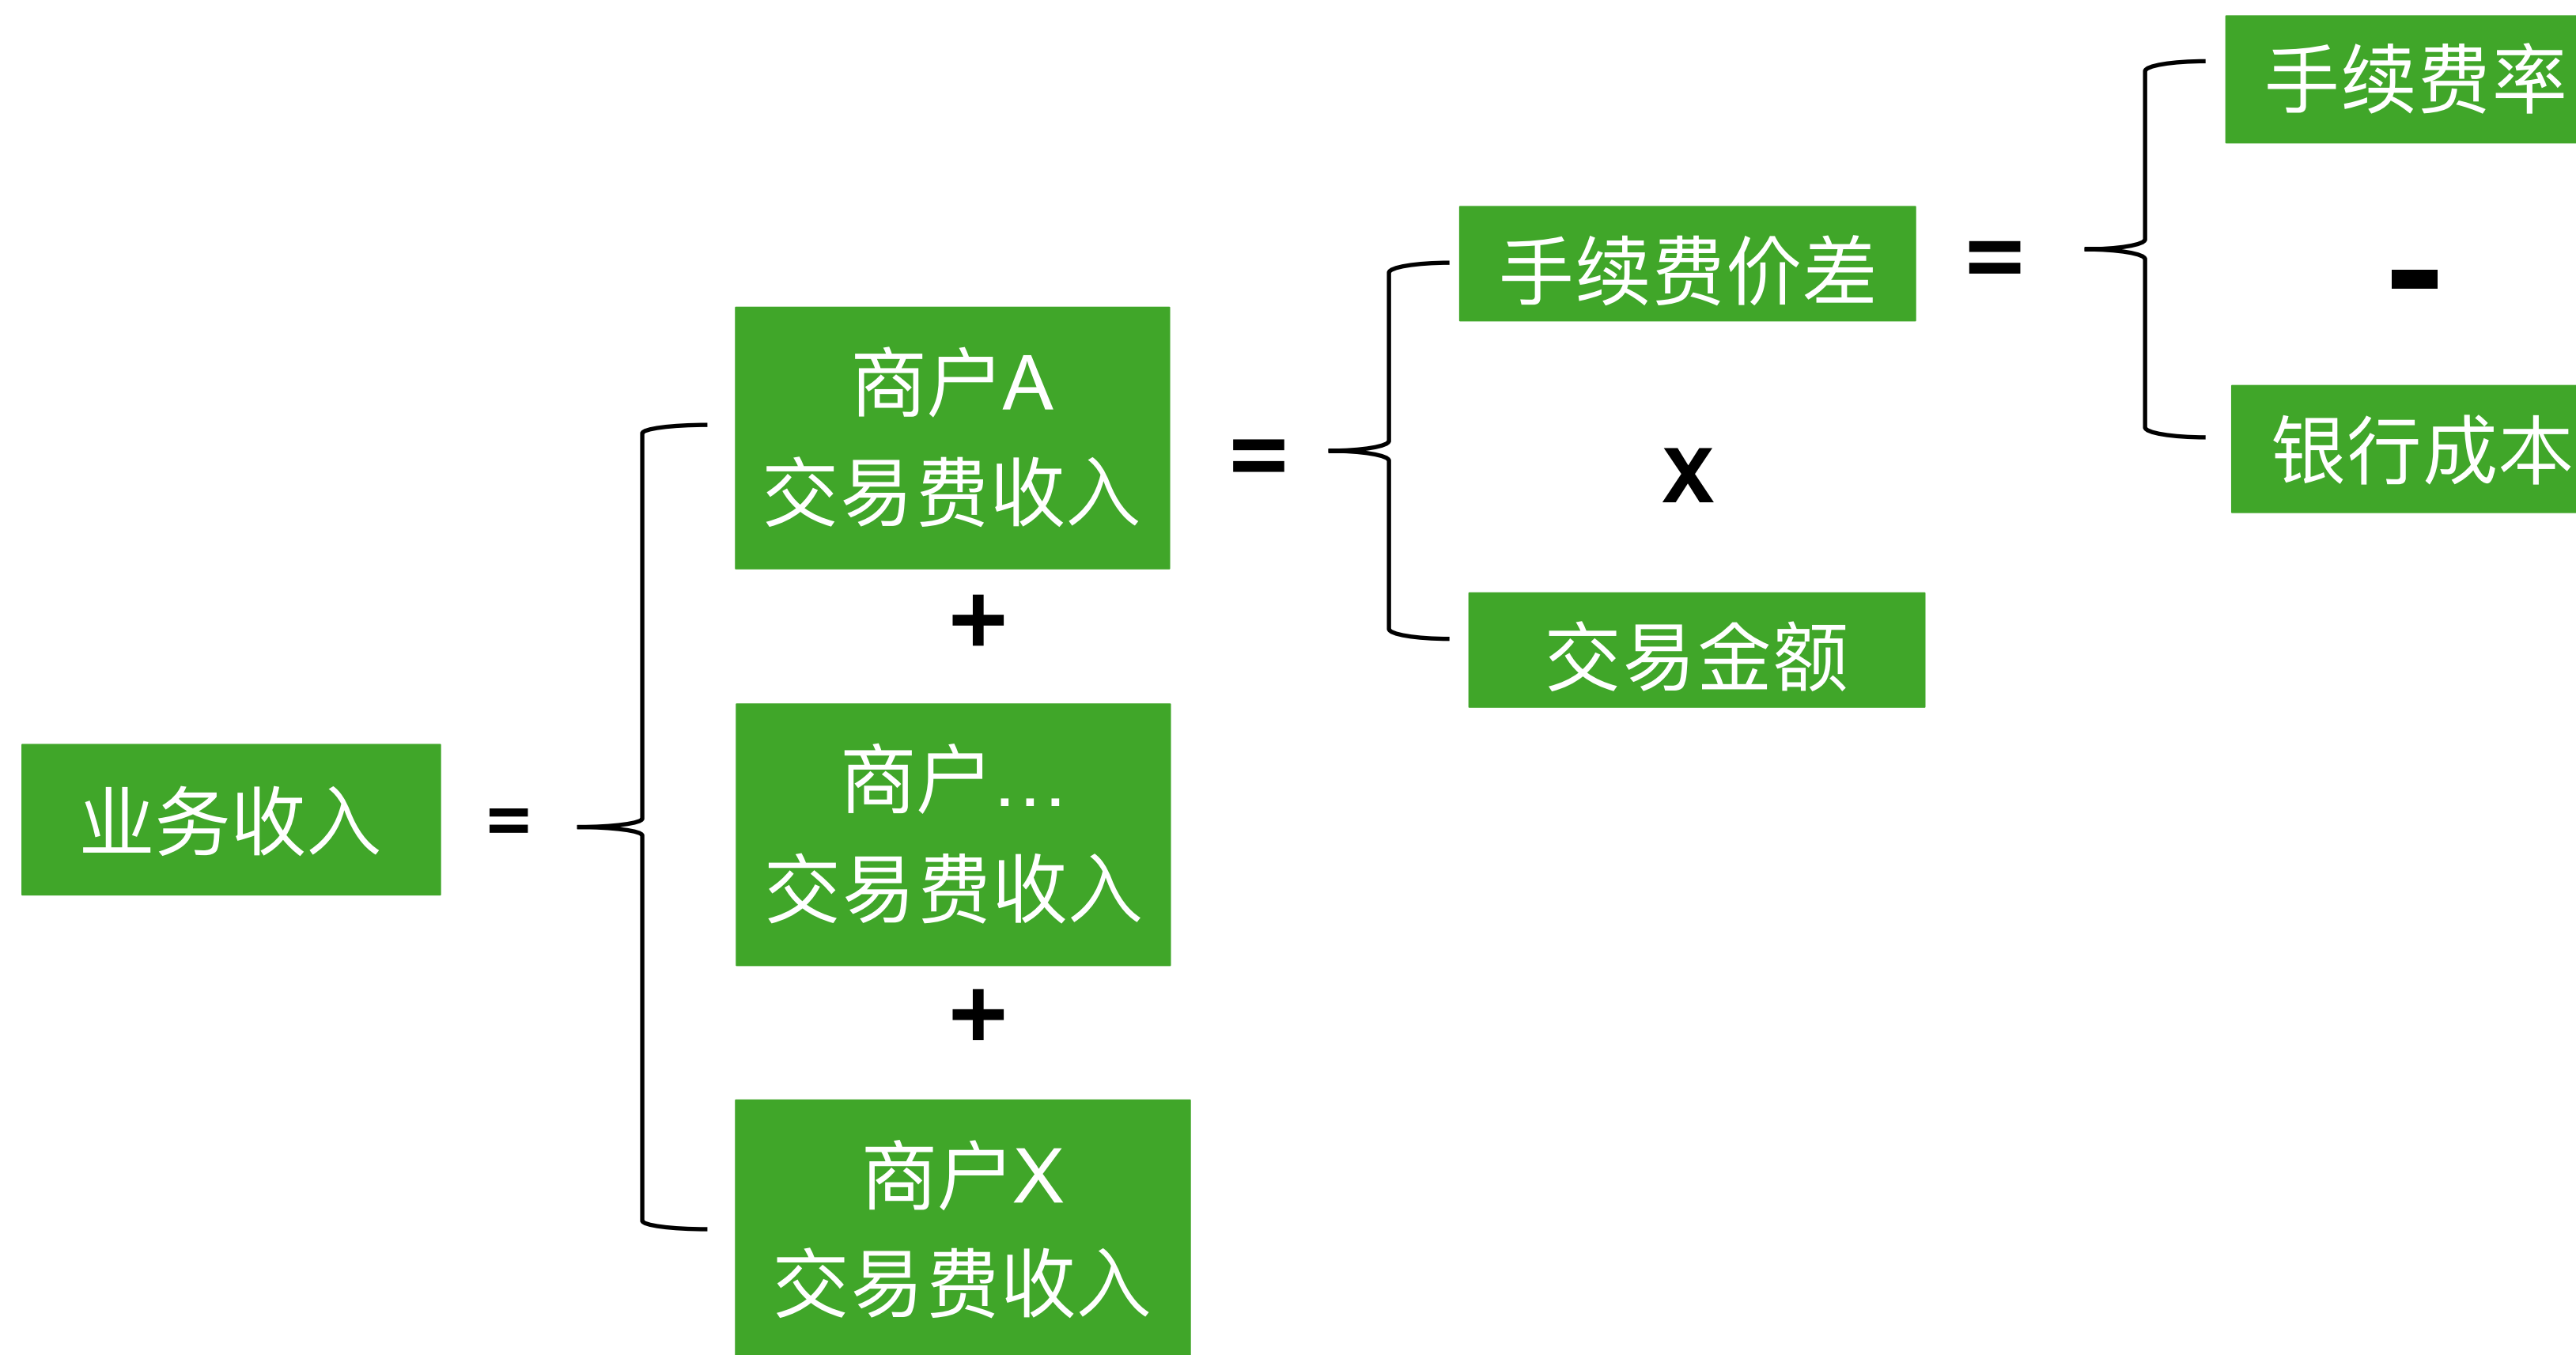 业务收入
=
商户A
交易费收入
+
商户...
交易费收入
+
商户X
交易费收入
=
手续费价差
x
交易金额
=
手续费率
-
银行成本